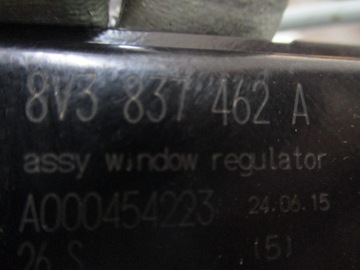 8V3 837 462 A
assy window regulator
A000454223 24.06.15
26 S (5)